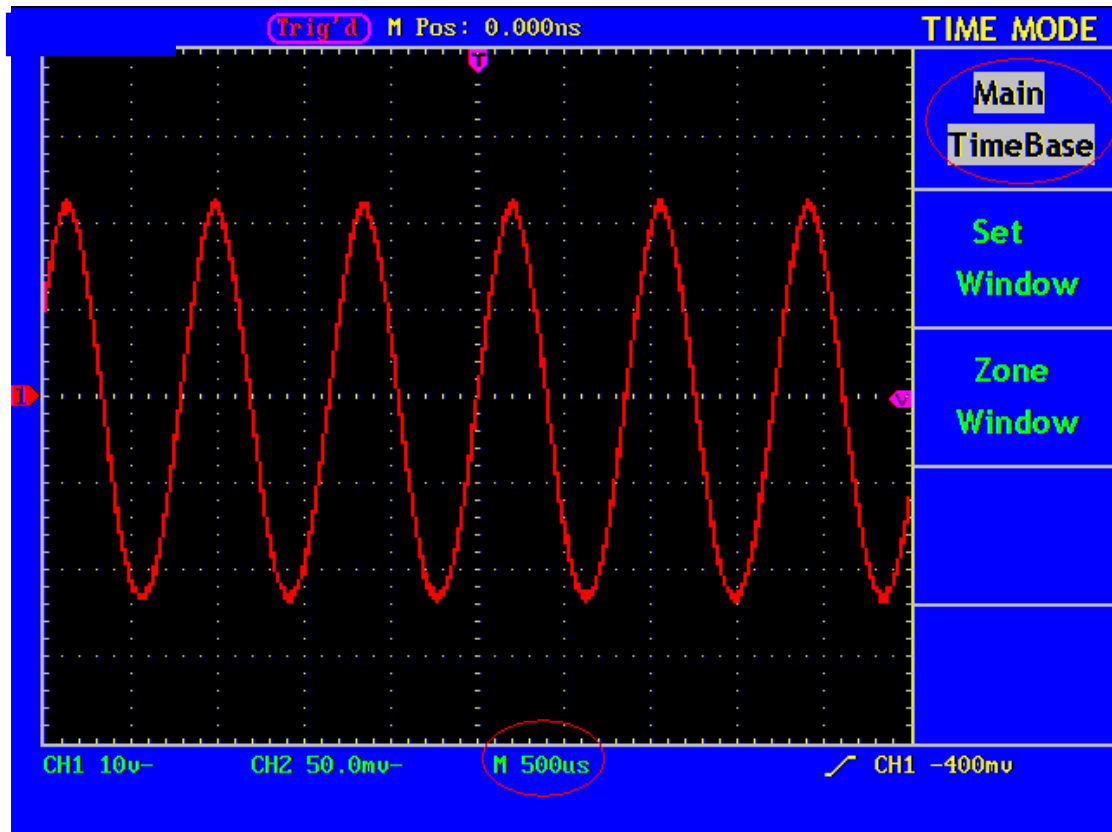 Trig'd M Pos: 0.000ns
TIME MODE
T
Main
TimeBase
Set
Window
Zone
Window
1
V
CH1 10v-
CH2 50.0mv-
M 500us
CH1 -400mv